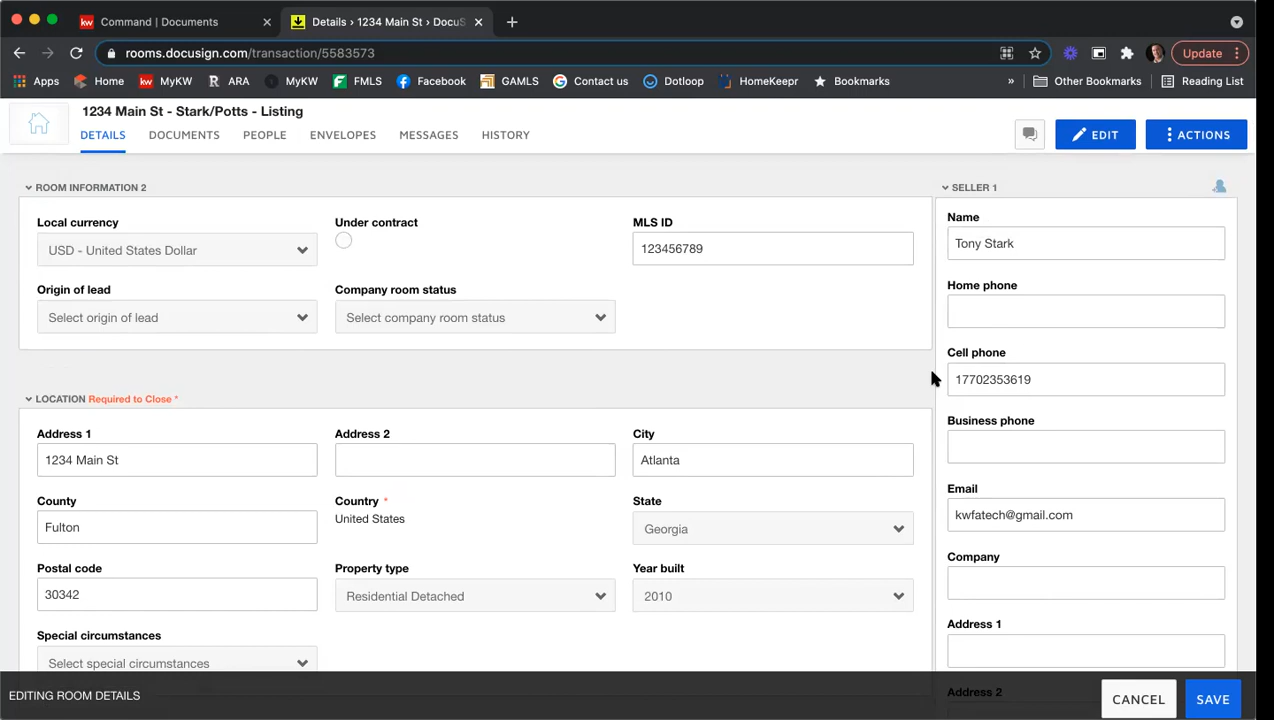 kw Command | Documents
Details › 1234 Main St › DocuS
rooms.docusign.com/transaction/5583573
Update
Apps Home kw MyKW R ARA MyKW FMLS Facebook GAMLS Contact us Dotloop HomeKeepr Bookmarks » Other Bookmarks Reading List
1234 Main St - Stark/Potts - Listing
DETAILS DOCUMENTS PEOPLE ENVELOPES MESSAGES HISTORY EDIT ACTIONS
ROOM INFORMATION 2
Local currency Under contract MLS ID
USD - United States Dollar 123456789
Origin of lead Company room status
Select origin of lead Select company room status
LOCATION Required to Close *
Address 1 Address 2 City
1234 Main St Atlanta
County Country * State
Fulton United States Georgia
Postal code Property type Year built
30342 Residential Detached 2010
Special circumstances
Select special circumstances
SELLER 1
Name
Tony Stark
Home phone
Cell phone
17702353619
Business phone
Email
kwfatech@gmail.com
Company
Address 1
Address 2
EDITING ROOM DETAILS CANCEL SAVE